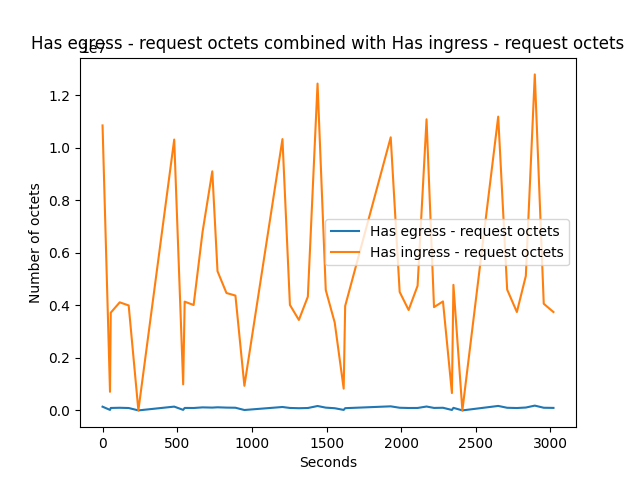 Has egress - request octets combined with Has ingress - request octets
1e7
1.2
1.0
0.8
0.6
0.4
0.2
0.0
Number of octets
Has egress - request octets
Has ingress - request octets
0 500 1000 1500 2000 2500 3000
Seconds